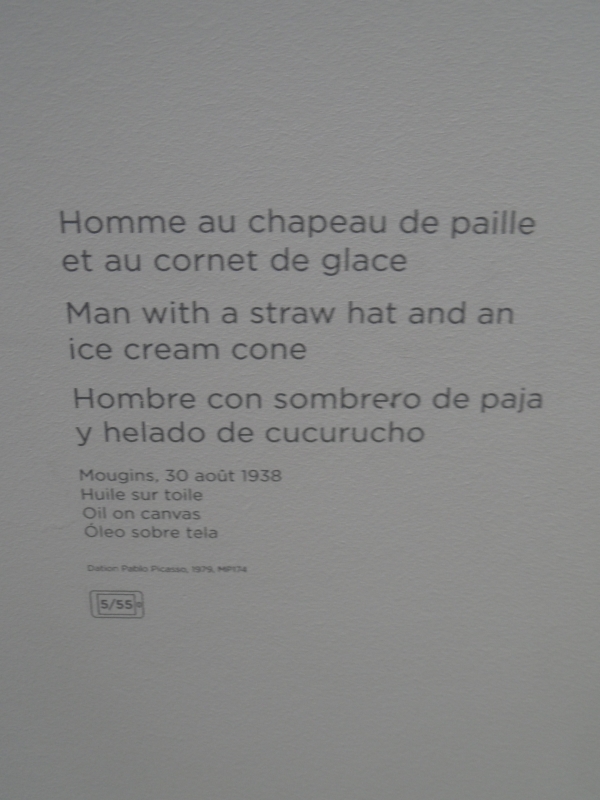 Homme au chapeau de paille
et au cornet de glace
Man with a straw hat and an
ice cream cone
Hombre con sombrero de paja
y helado de cucurucho
Mougins, 30 août 1938
Huile sur toile
Oil on canvas
Óleo sobre tela
Dation Pablo Picasso, 1979, MP174
5/55